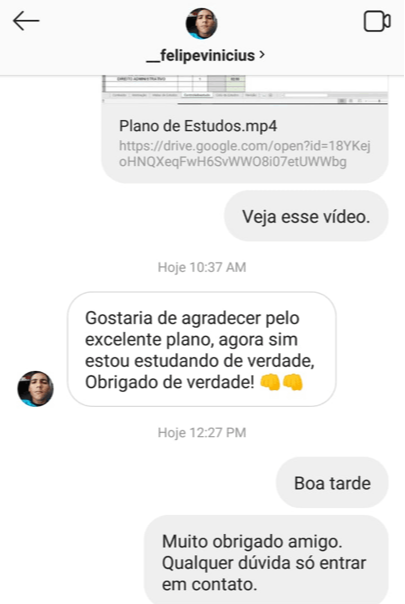 __felipevinicius >
DIREITO ADMINISTRATIVO
Plano de Estudos.mp4
https://drive.google.com/open?id=18YKej
oHNQXeqFwH6SvWWO8i07etUWWbg
Veja esse vídeo.
Hoje 10:37 AM
Gostaria de agradecer pelo
excelente plano, agora sim
estou estudando de verdade,
Obrigado de verdade! 👊👊
Hoje 12:27 PM
Boa tarde
Muito obrigado amigo.
Qualquer dúvida só entrar
em contato.